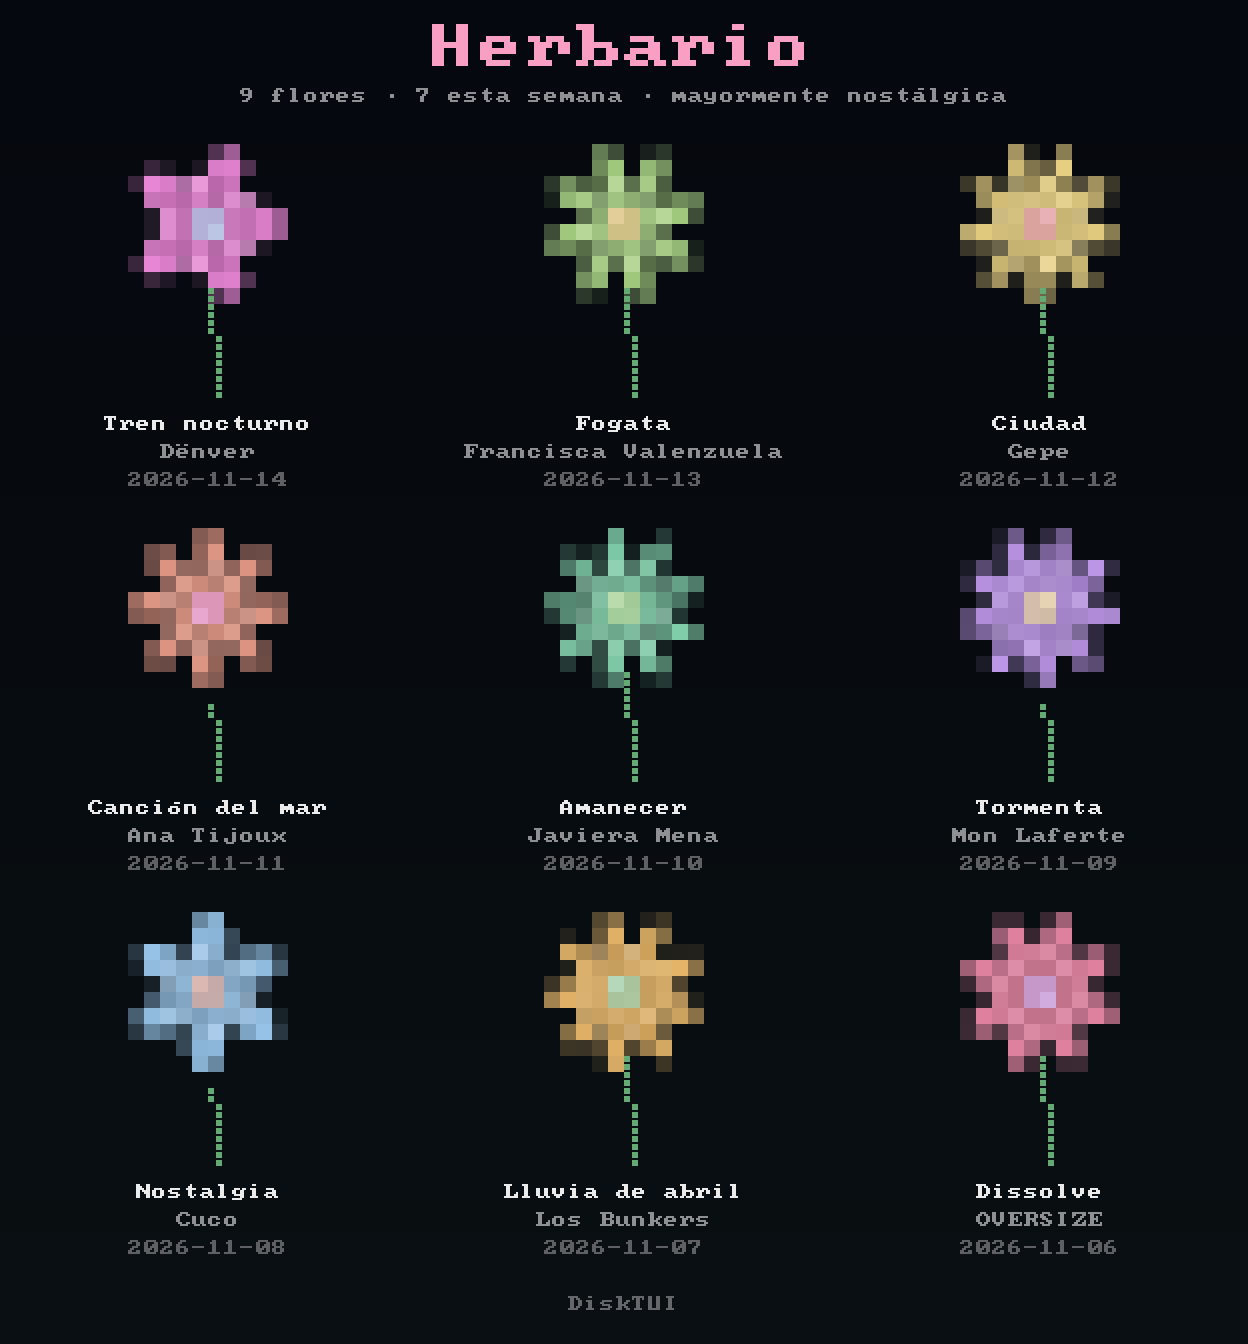 Herbario
9 flores · 7 esta semana · mayormente nostálgica
Tren nocturno
Dënver
2026-11-14
Fogata
Francisca Valenzuela
2026-11-13
Ciudad
Gepe
2026-11-12
Canción del mar
Ana Tijoux
2026-11-11
Amanecer
Javiera Mena
2026-11-10
Tormenta
Mon Laferte
2026-11-09
Nostalgia
Cuco
2026-11-08
Lluvia de abril
Los Bunkers
2026-11-07
Dissolve
OVERSIZE
2026-11-06
DiskTUI